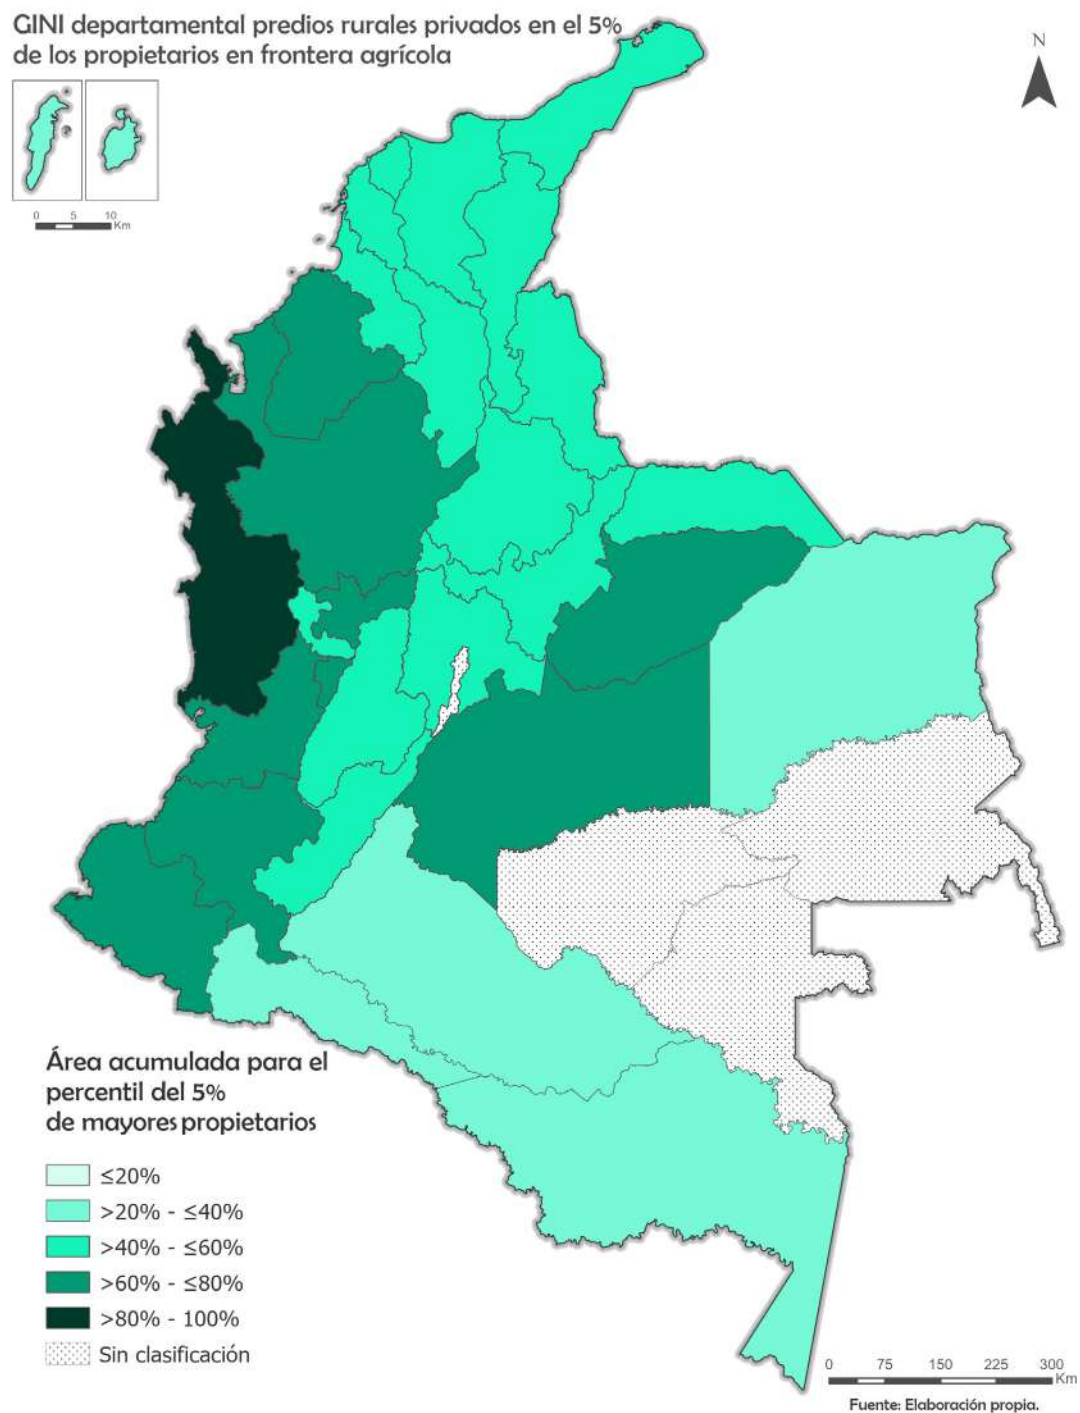 GINI departamental predios rurales privados en el 5%
de los propietarios en frontera agrícola
N
0 5 10
Km
Área acumulada para el
percentil del 5%
de mayores propietarios
≤20%
>20% - ≤40%
>40% - ≤60%
>60% - ≤80%
>80% - 100%
Sin clasificación
0 75 150 225 300
Km
Fuente: Elaboración propia.